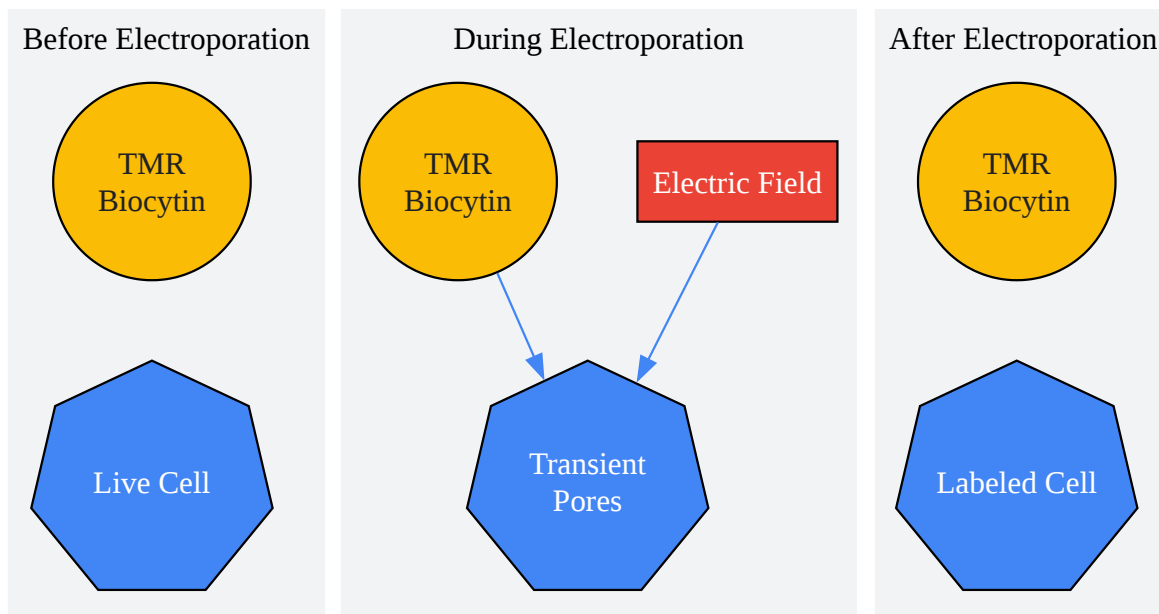 Before Electroporation
TMR
Biocytin
Live Cell
During Electroporation
TMR
Biocytin
Electric Field
Transient
Pores
After Electroporation
TMR
Biocytin
Labeled Cell